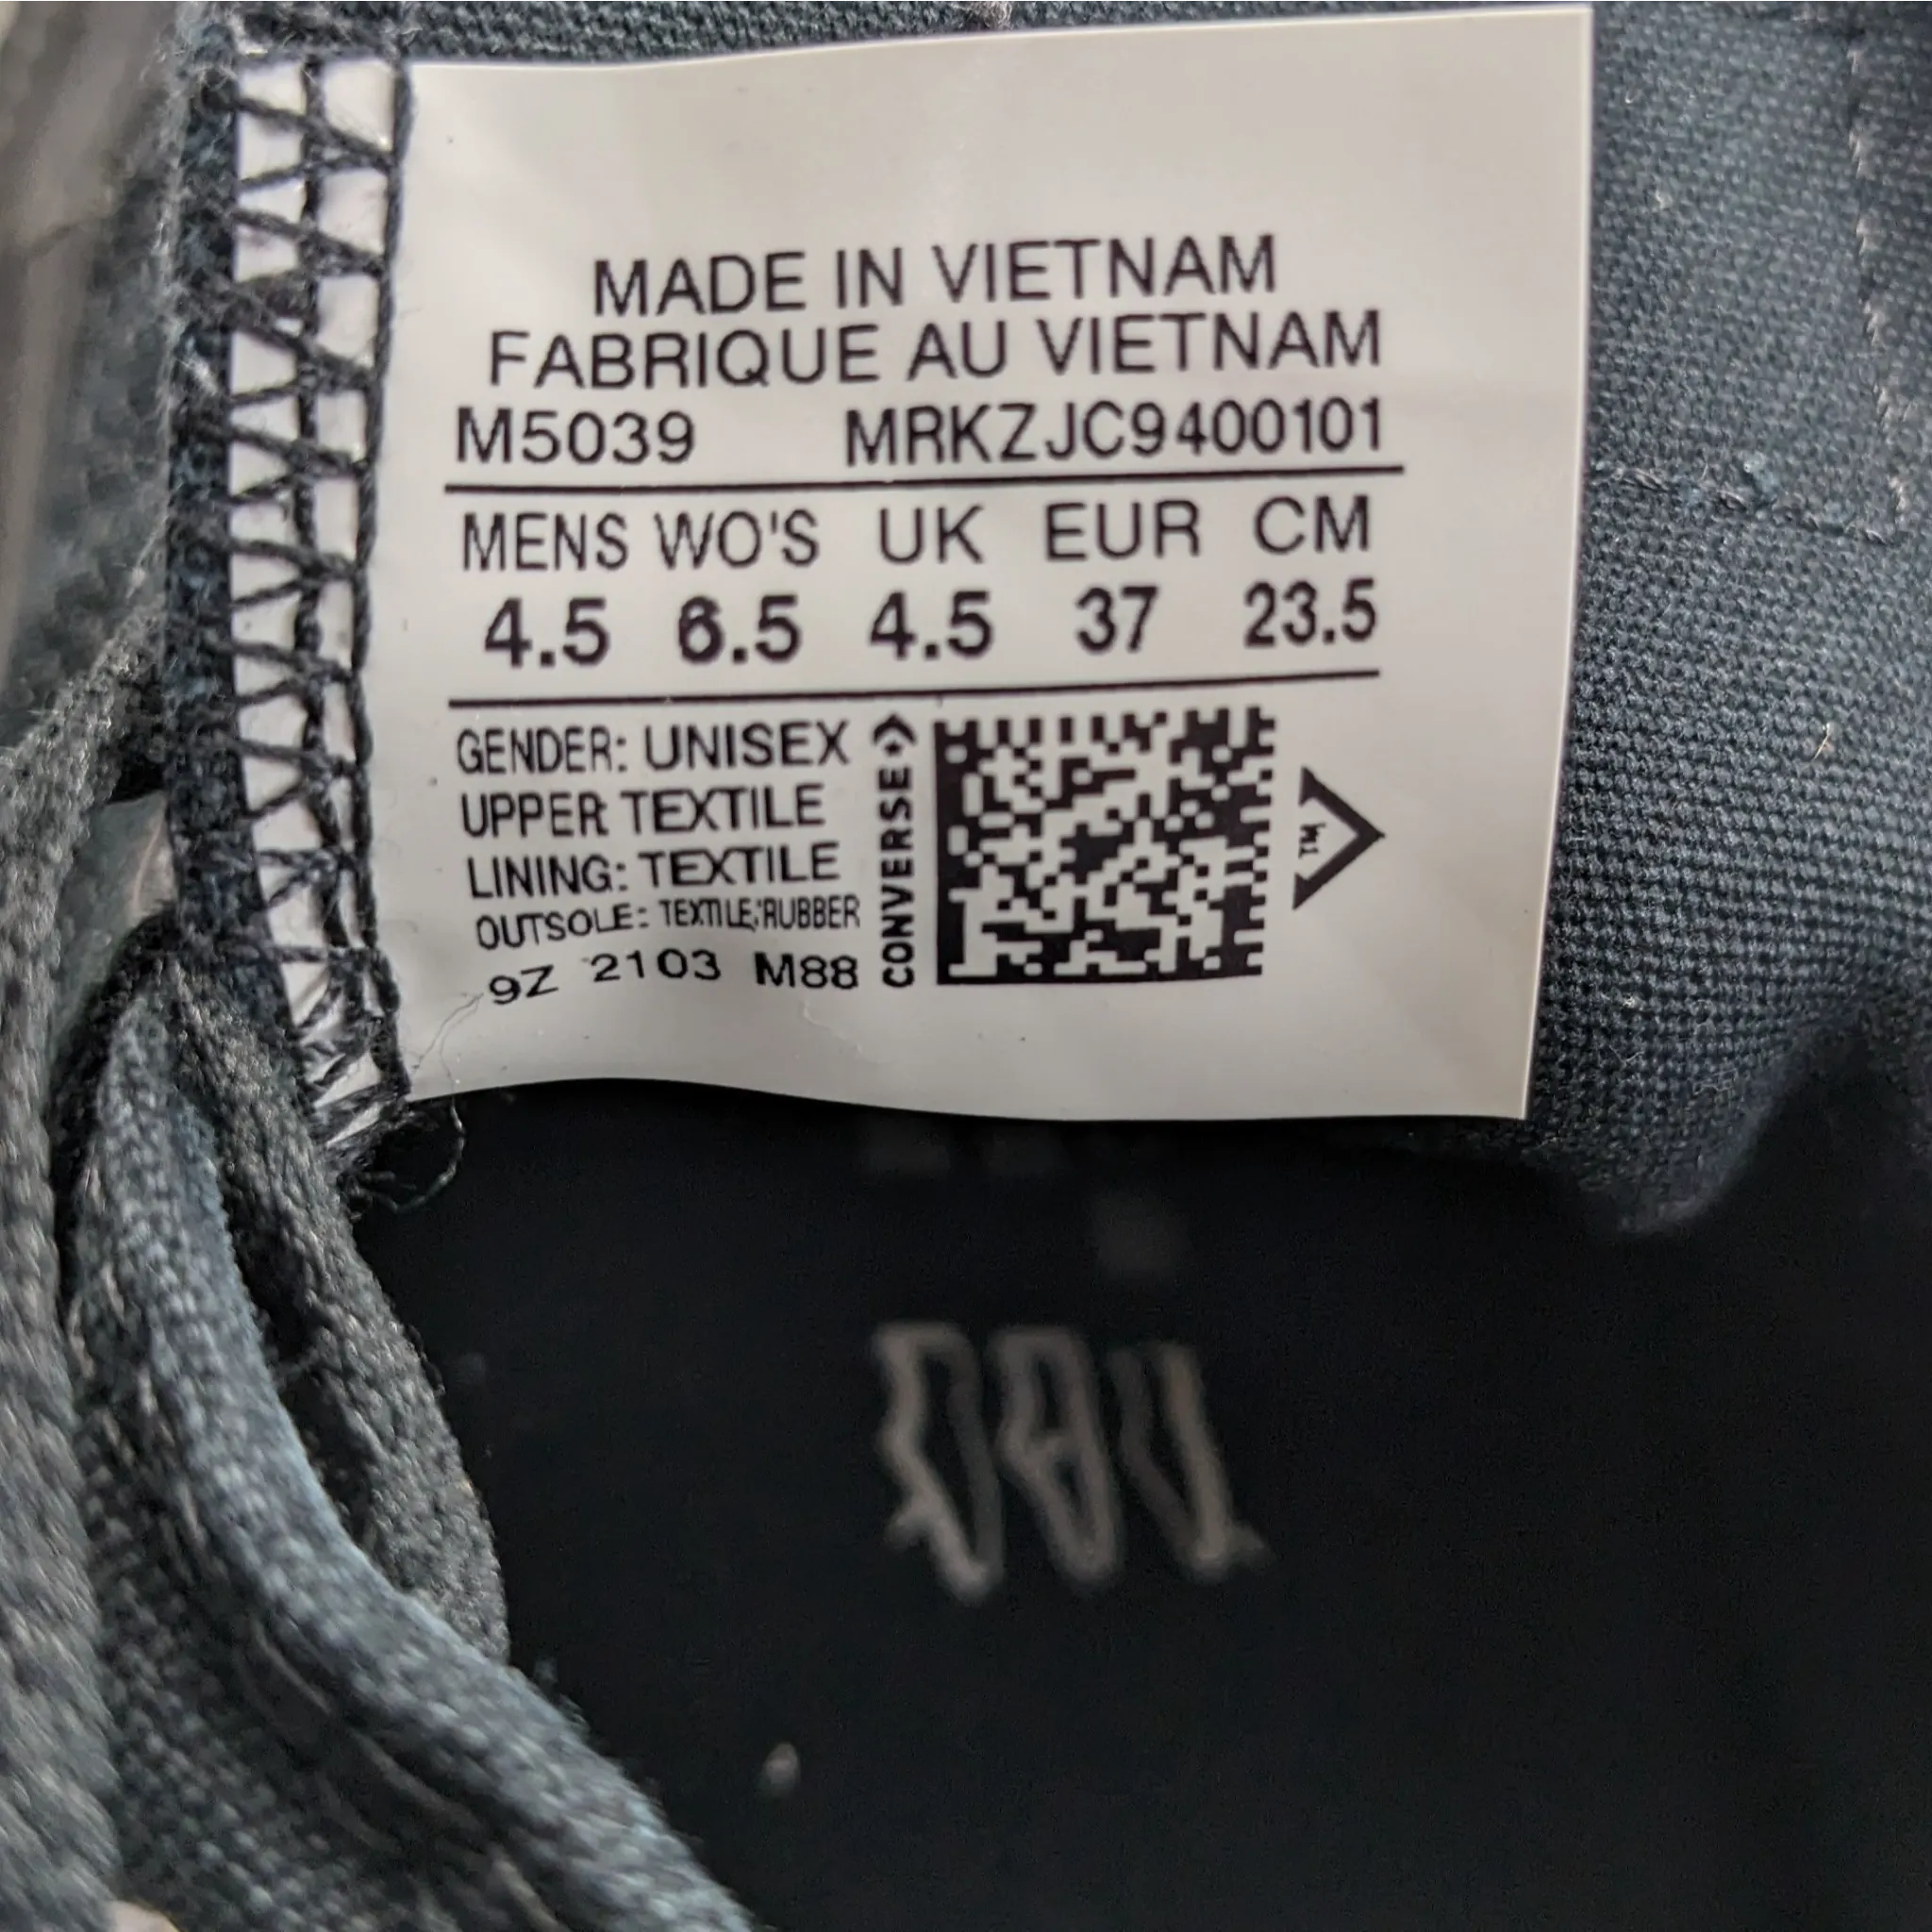 MADE IN VIETNAM
FABRIQUE AU VIETNAM
M5039 MRKZJC9400101
MENS WO'S UK EUR CM
4.5 6.5 4.5 37 23.5
GENDER: UNISEX
UPPER TEXTILE
LINING: TEXTILE
OUTSOLE: TEXTILE;RUBBER
9Z 2103 M88
CONVERSE
TM